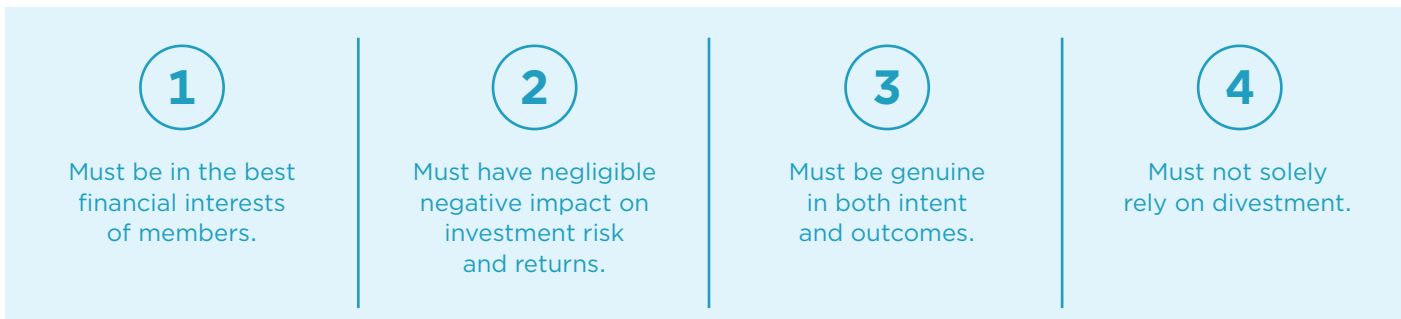 1
Must be in the best
financial interests
of members.
2
Must have negligible
negative impact on
investment risk
and returns.
3
Must be genuine
in both intent
and outcomes.
4
Must not solely
rely on divestment.